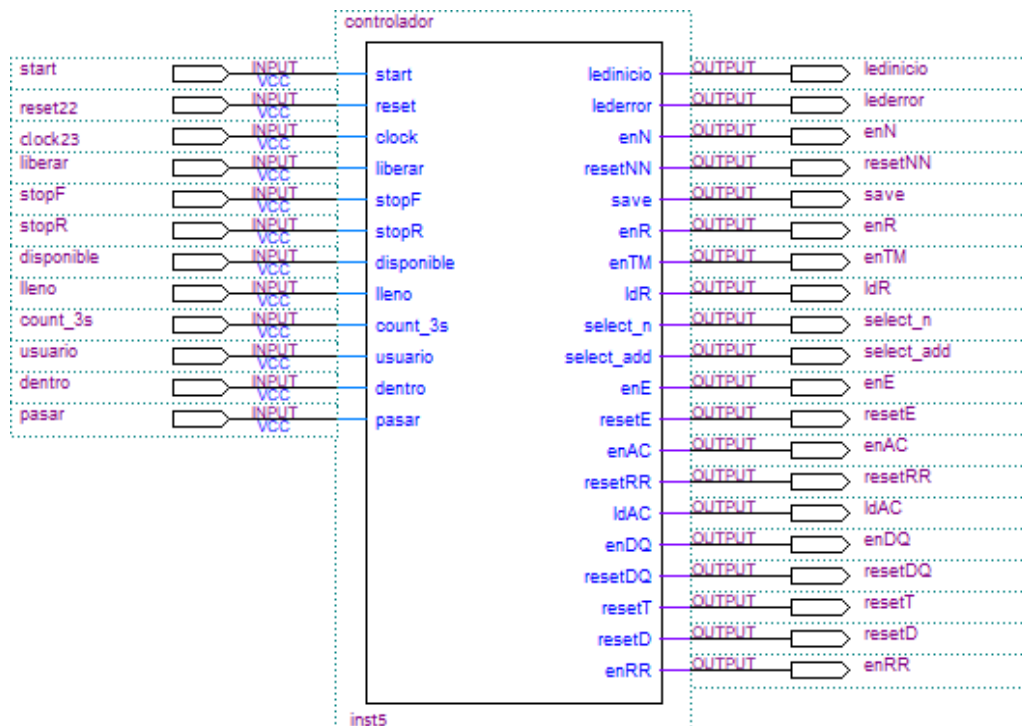 controlador
start INPUT VCC start ledinicio OUTPUT ledinicio
reset22 INPUT VCC reset lederror OUTPUT lederror
clock23 INPUT VCC clock enN OUTPUT enN
liberar INPUT VCC liberar resetNN OUTPUT resetNN
stopF INPUT VCC stopF save OUTPUT save
stopR INPUT VCC stopR enR OUTPUT enR
disponible INPUT VCC disponible enTM OUTPUT enTM
lleno INPUT VCC lleno ldR OUTPUT ldR
count_3s INPUT VCC count_3s select_n OUTPUT select_n
usuario INPUT VCC usuario select_add OUTPUT select_add
dentro INPUT VCC dentro enE OUTPUT enE
pasar INPUT VCC pasar resetE OUTPUT resetE
enAC OUTPUT enAC
resetRR OUTPUT resetRR
ldAC OUTPUT ldAC
enDQ OUTPUT enDQ
resetDQ OUTPUT resetDQ
resetT OUTPUT resetT
resetD OUTPUT resetD
enRR OUTPUT enRR
inst5